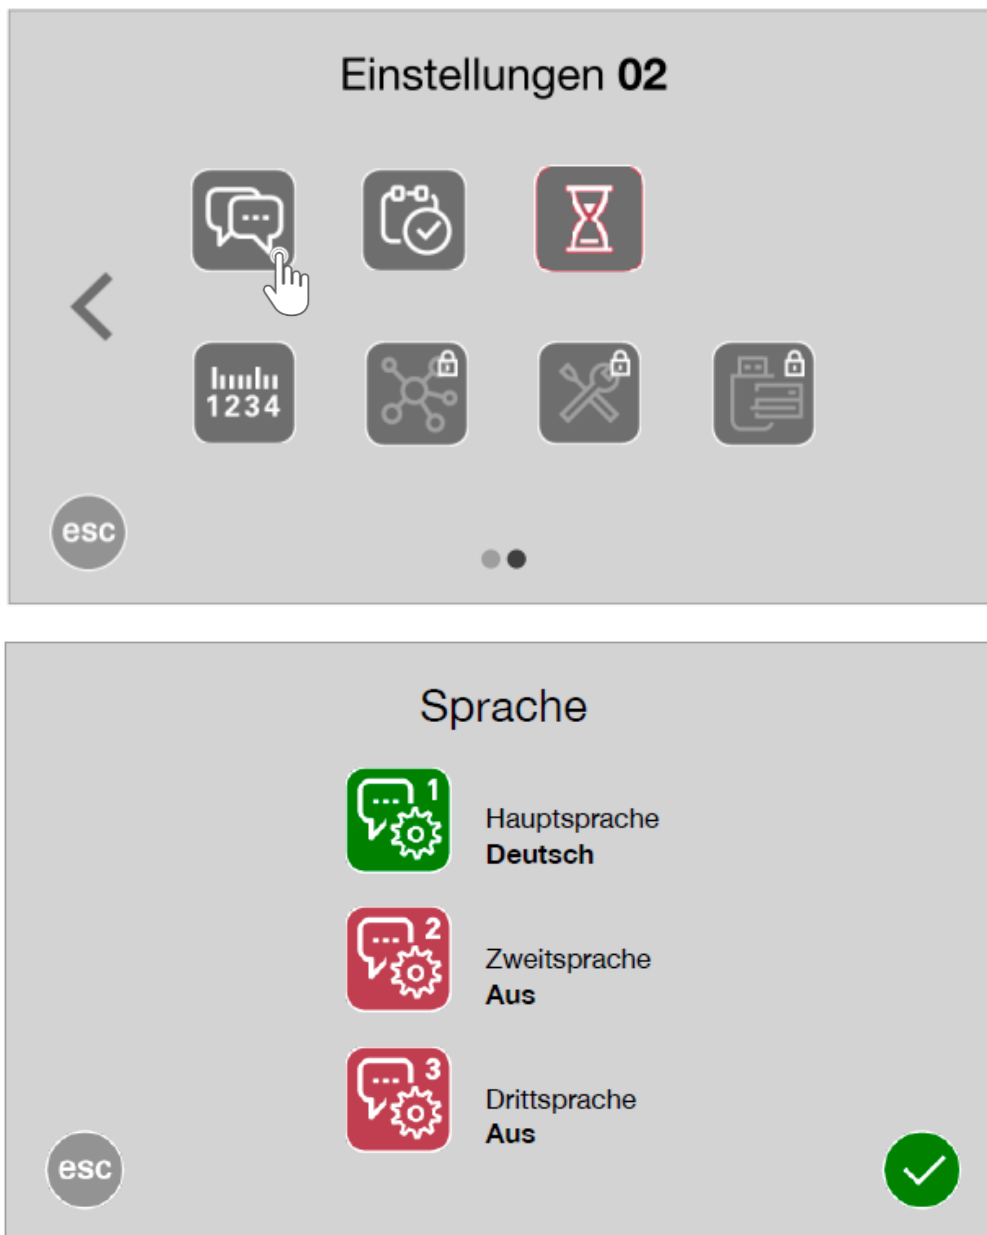 Einstellungen 02
1234
esc
Sprache
1
Hauptsprache
Deutsch
2
Zweitsprache
Aus
3
Drittsprache
Aus
esc